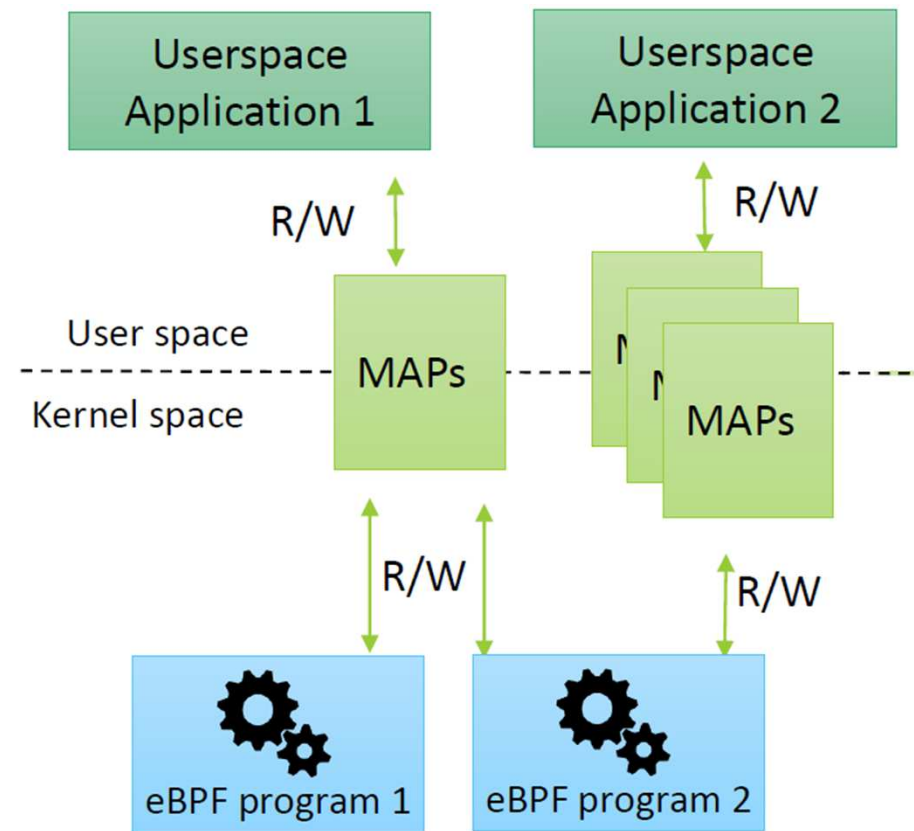 Userspace
Application 1
Userspace
Application 2
R/W
R/W
User space
MAPs
MAPs
Kernel space
R/W
R/W
eBPF program 1
eBPF program 2